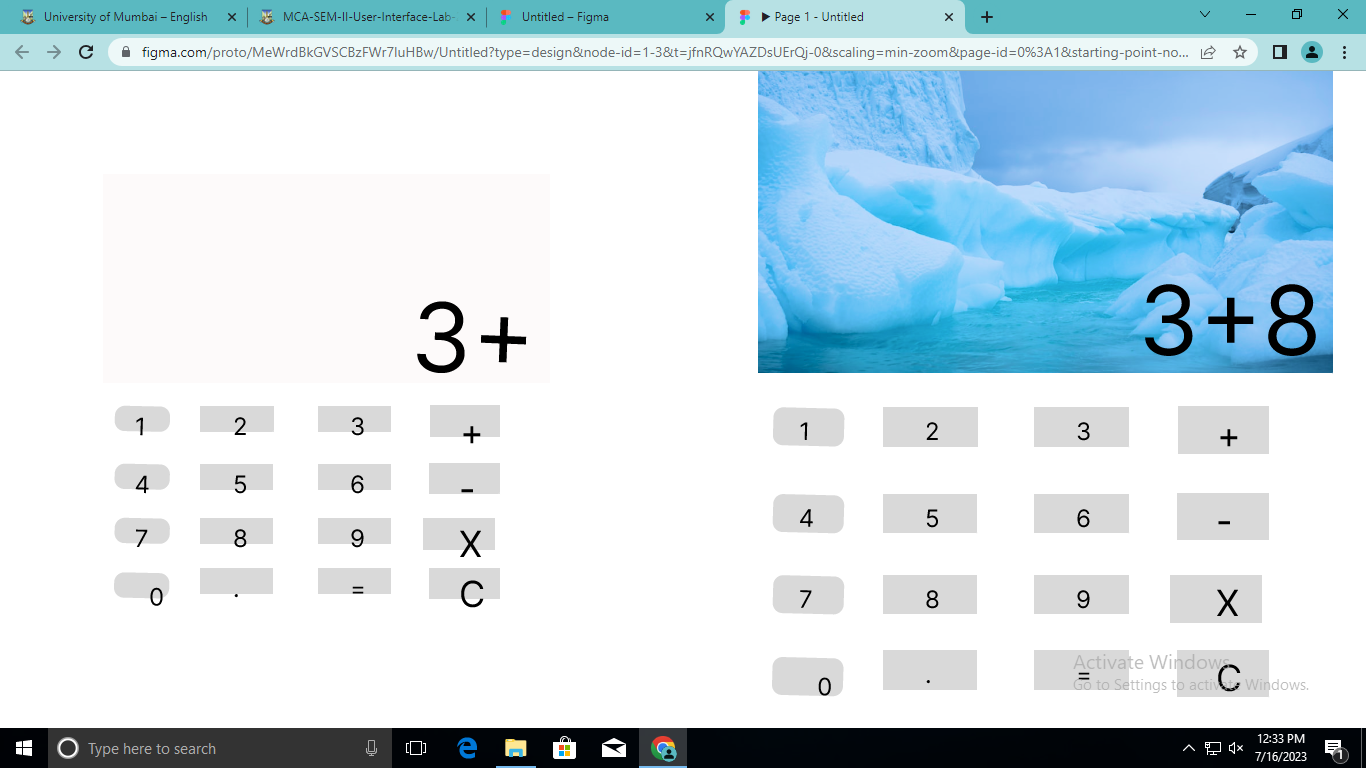 University of Mumbai – English
MCA-SEM-II-User-Interface-Lab-
Untitled – Figma
▶ Page 1 - Untitled
figma.com/proto/MeWrdBkGVSCBzFWr7IuHBw/Untitled?type=design&node-id=1-3&t=jfnRQwYAZDsUErQj-0&scaling=min-zoom&page-id=0%3A1&starting-point-no...
3+
1 2 3 +
4 5 6 -
7 8 9 X
0 . = C
3+8
1 2 3 +
4 5 6 -
7 8 9 X
0 . = C
Activate Windows
Go to Settings to activate Windows.
Type here to search
12:33 PM
7/16/2023
1